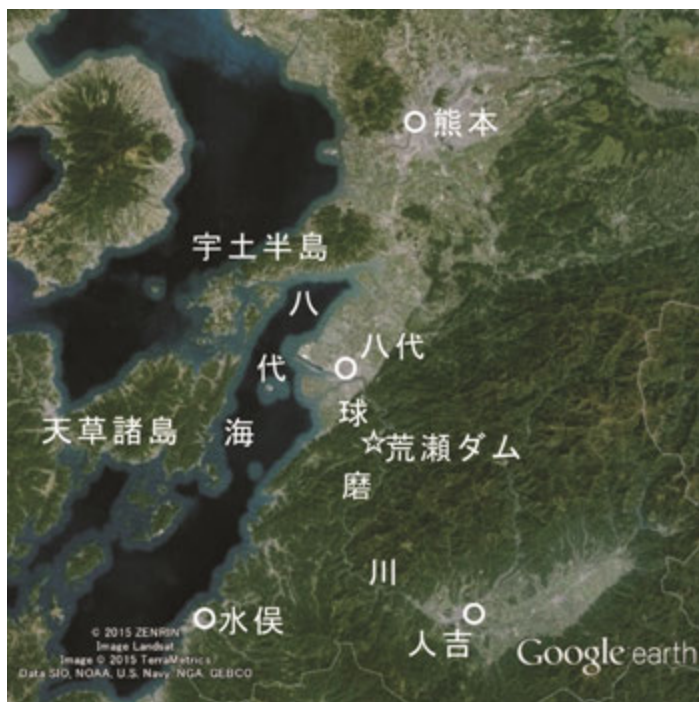 熊本
宇土半島
八代海
八代
球磨川
天草諸島
荒瀬ダム
水俣
人吉
© 2015 ZENRIN
Image Landsat
Image © 2015 TerraMetrics
Data SIO, NOAA, U.S. Navy, NGA, GEBCO
Google earth